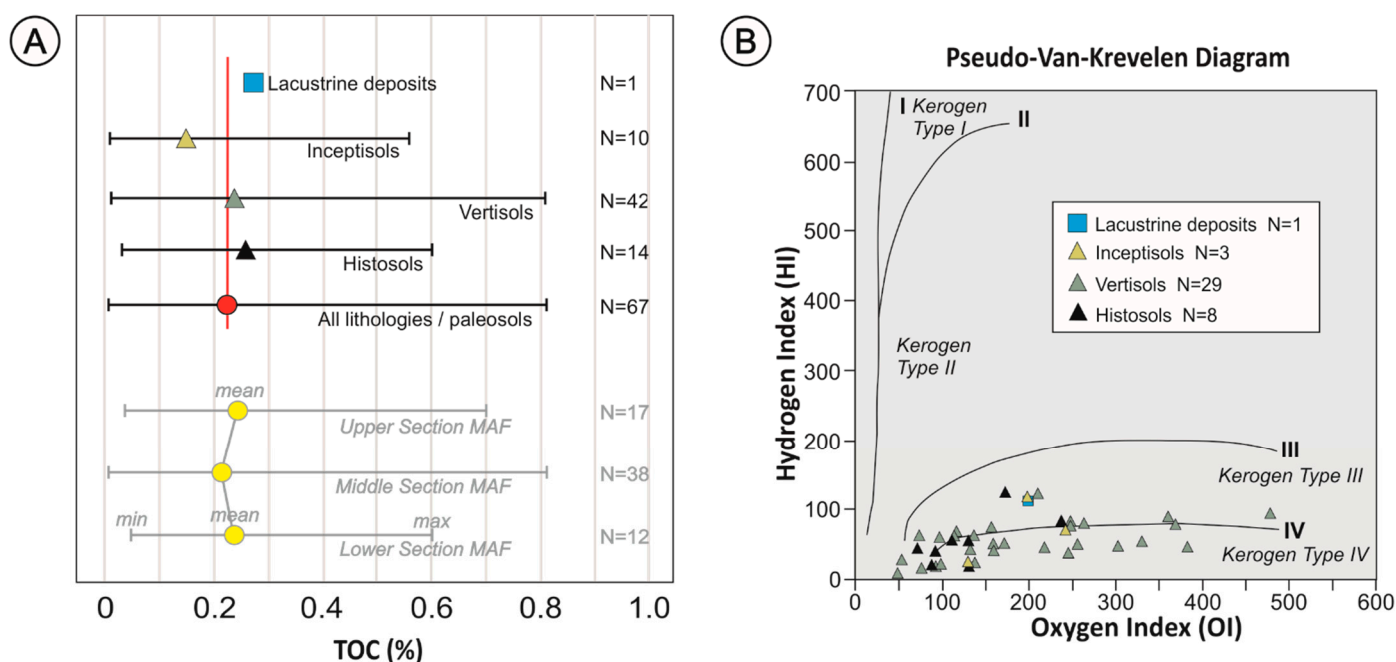 A
Lacustrine deposits N=1
Inceptisols N=10
Vertisols N=42
Histosols N=14
All lithologies / paleosols N=67
mean
Upper Section MAF N=17
Middle Section MAF N=38
min mean max
Lower Section MAF N=12
0 0.2 0.4 0.6 0.8 1.0
TOC (%)
B
Pseudo-Van-Krevelen Diagram
Hydrogen Index (HI)
700
600
500
400
300
200
100
0
I Kerogen
Type I
II
Kerogen
Type II
Lacustrine deposits N=1
Inceptisols N=3
Vertisols N=29
Histosols N=8
III
Kerogen Type III
IV
Kerogen Type IV
0 100 200 300 400 500 600
Oxygen Index (OI)